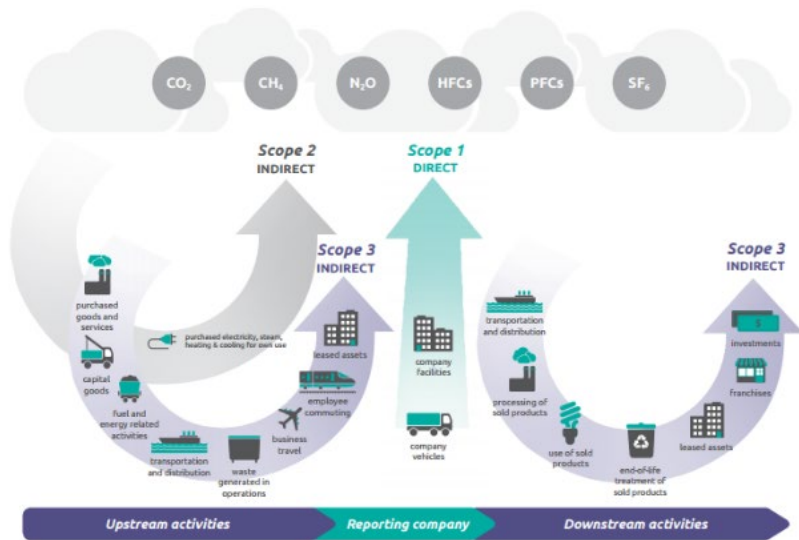 CO₂
CH₄
N₂O
HFCs
PFCs
SF₆
Scope 2
INDIRECT
Scope 1
DIRECT
Scope 3
INDIRECT
Scope 3
INDIRECT
purchased
goods and
services
capital
goods
fuel and
energy related
activities
transportation
and distribution
waste
generated in
operations
business
travel
employee
commuting
leased assets
purchased electricity, steam,
heating & cooling for own use
company
facilities
company
vehicles
transportation
and distribution
processing of
sold products
use of sold
products
end-of-life
treatment of
sold products
leased assets
franchises
$
investments
Upstream activities
Reporting company
Downstream activities